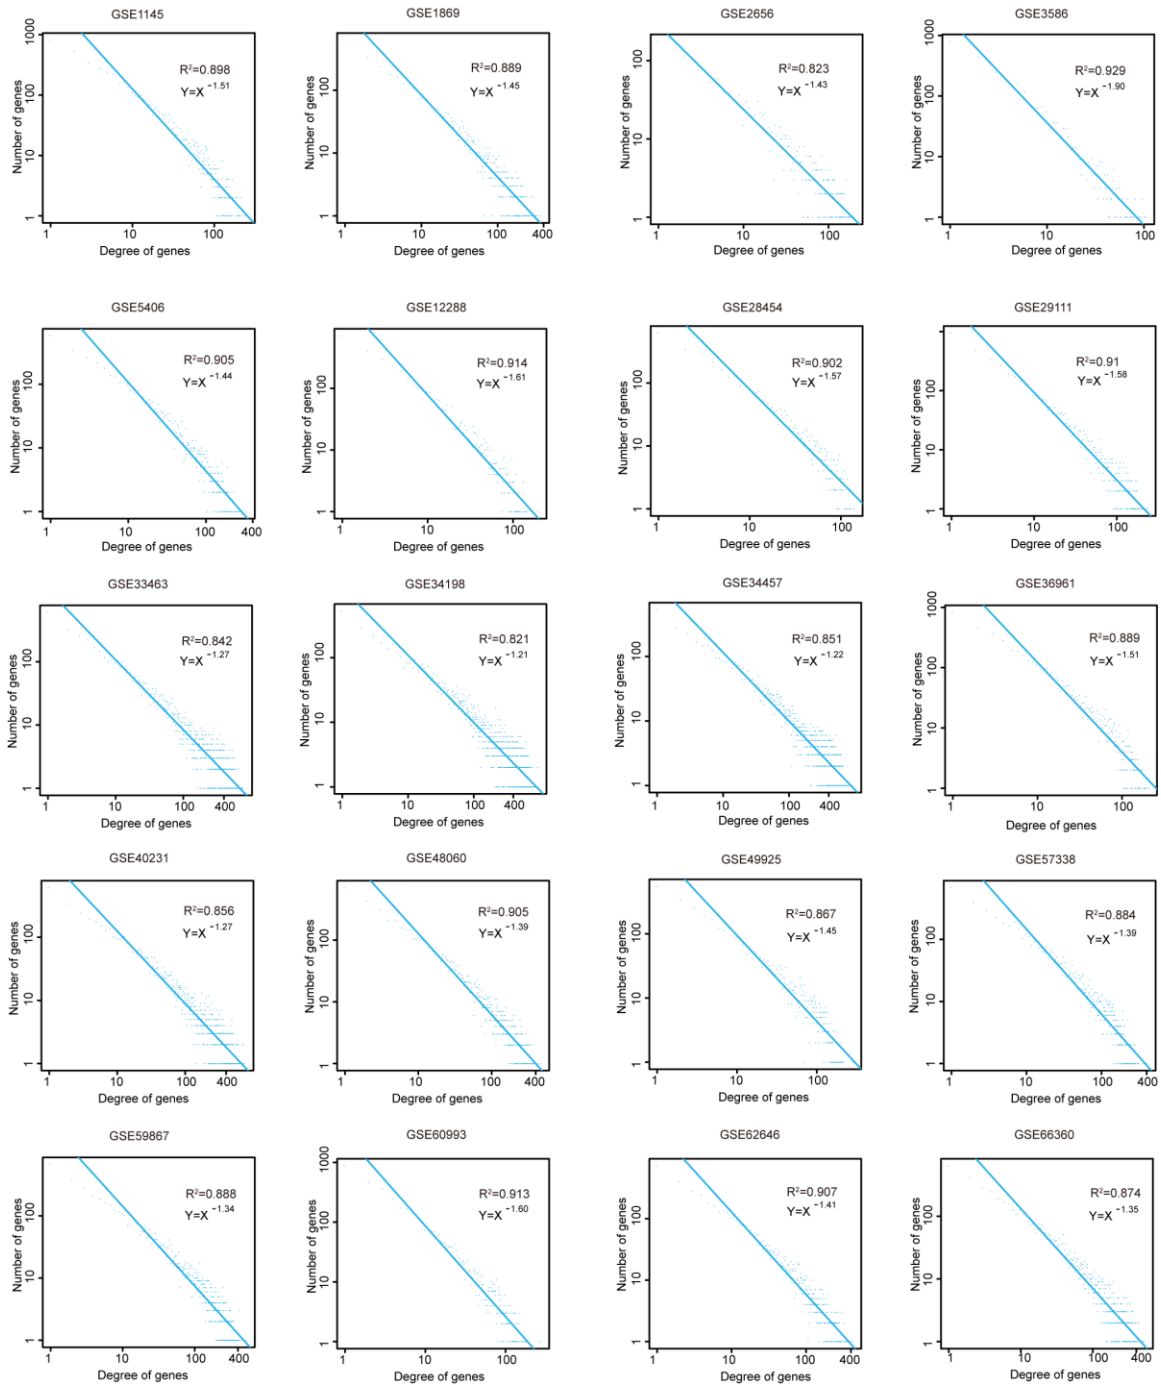 GSE1145
1000
100
10
1
Number of genes
R²=0.898
Y=X −1.51
1 10 100
Degree of genes
GSE1869
100
10
1
Number of genes
R²=0.889
Y=X −1.45
1 10 100 400
Degree of genes
GSE2656
100
10
1
Number of genes
R²=0.823
Y=X −1.43
1 10 100
Degree of genes
GSE3586
1000
100
10
1
Number of genes
R²=0.929
Y=X −1.90
1 10 100
Degree of genes
GSE5406
100
10
1
Number of genes
R²=0.905
Y=X −1.44
1 10 100 400
Degree of genes
GSE12288
100
10
1
Number of genes
R²=0.914
Y=X −1.61
1 10 100
Degree of genes
GSE28454
100
10
1
Number of genes
R²=0.902
Y=X −1.57
1 10 100
Degree of genes
GSE29111
100
10
1
Number of genes
R²=0.91
Y=X −1.58
1 10 100
Degree of genes
GSE33463
100
10
1
Number of genes
R²=0.842
Y=X −1.27
1 10 100 400
Degree of genes
GSE34198
100
10
1
Number of genes
R²=0.821
Y=X −1.21
1 10 100 400
Degree of genes
GSE34457
100
10
1
Number of genes
R²=0.851
Y=X −1.22
1 10 100 400
Degree of genes
GSE36961
1000
100
10
1
Number of genes
R²=0.889
Y=X −1.51
1 10 100
Degree of genes
GSE40231
100
10
1
Number of genes
R²=0.856
Y=X −1.27
1 10 100 400
Degree of genes
GSE48060
100
10
1
Number of genes
R²=0.905
Y=X −1.39
1 10 100 400
Degree of genes
GSE49925
100
10
1
Number of genes
R²=0.867
Y=X −1.45
1 10 100
Degree of genes
GSE57338
100
10
1
Number of genes
R²=0.884
Y=X −1.39
1 10 100 400
Degree of genes
GSE59867
100
10
1
Number of genes
R²=0.888
Y=X −1.34
1 10 100 400
Degree of genes
GSE60993
1000
100
10
1
Number of genes
R²=0.913
Y=X −1.60
1 10 100
Degree of genes
GSE62646
100
10
1
Number of genes
R²=0.907
Y=X −1.41
1 10 100 400
Degree of genes
GSE66360
100
10
1
Number of genes
R²=0.874
Y=X −1.35
1 10 100 400
Degree of genes